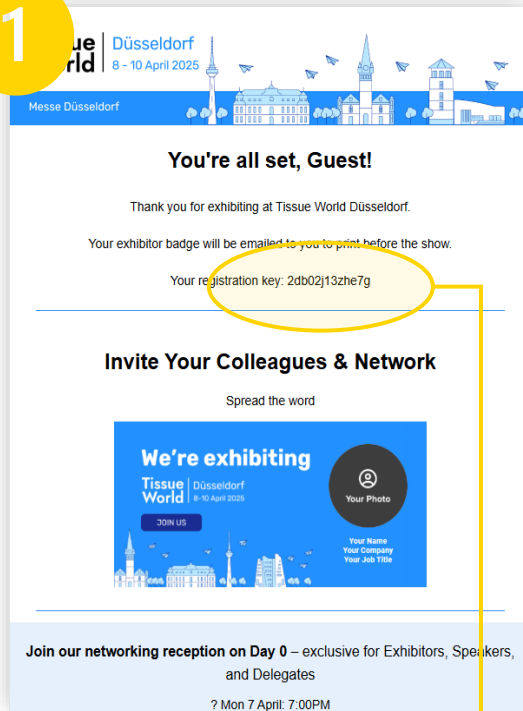 1
Düsseldorf
8 - 10 April 2025
Messe Düsseldorf
You're all set, Guest!
Thank you for exhibiting at Tissue World Düsseldorf.
Your exhibitor badge will be emailed to you to print before the show.
Your registration key: 2db02j13zhe7g
Invite Your Colleagues & Network
Spread the word
We're exhibiting
Tissue
World
Düsseldorf
8-10 April 2025
JOIN US
Your Photo
Your Name
Your Company
Your Job Title
Join our networking reception on Day 0 – exclusive for Exhibitors, Speakers,
and Delegates
? Mon 7 April: 7:00PM